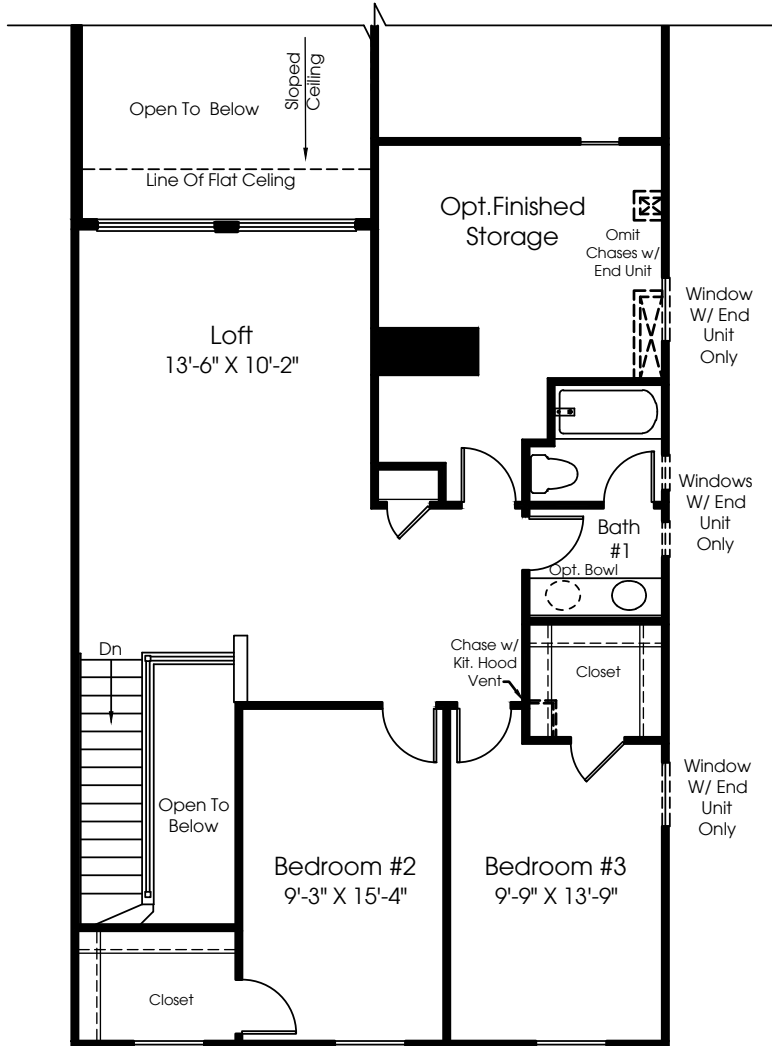 Open To Below
Sloped
Ceiling
Line Of Flat Celing
Opt.Finished
Storage
Omit
Chases w/
End Unit
Window
W/ End
Unit
Only
Loft
13'-6" X 10'-2"
Windows
W/ End
Unit
Only
Bath
#1
Opt. Bowl
Dn
Chase w/
Kit. Hood
Vent
Closet
Window
W/ End
Unit
Only
Open To
Below
Bedroom #2
9'-3" X 15'-4"
Bedroom #3
9'-9" X 13'-9"
Closet